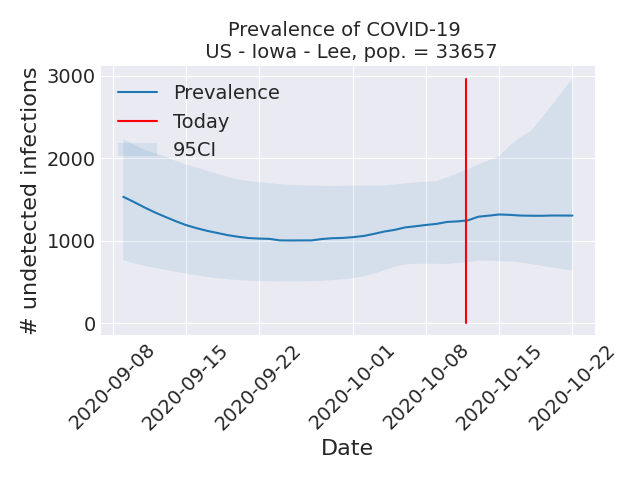 Prevalence of COVID-19
US - Iowa - Lee, pop. = 33657
# undetected infections
3000
2000
1000
0
Prevalence
Today
95CI
2020-09-08
2020-09-15
2020-09-22
2020-10-01
2020-10-08
2020-10-15
2020-10-22
Date